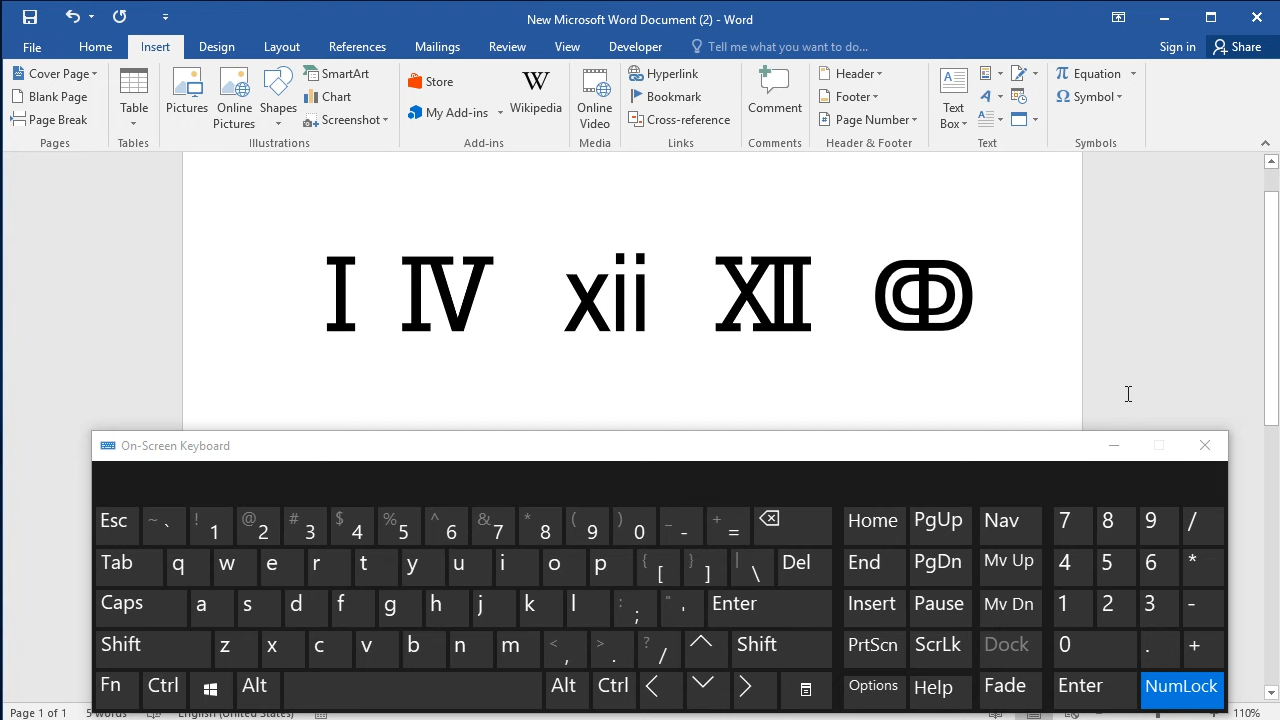 New Microsoft Word Document (2) - Word
File Home Insert Design Layout References Mailings Review View Developer Tell me what you want to do... Sign in Share
Cover Page
Blank Page
Page Break
Pages
Table
Tables
Pictures
Online Pictures
Shapes
SmartArt
Chart
Screenshot
Illustrations
Store
My Add-ins
Wikipedia
Add-ins
Online Video
Media
Hyperlink
Bookmark
Cross-reference
Links
Comment
Comments
Header
Footer
Page Number
Header & Footer
Text Box
Text
Equation
Symbol
Symbols
Ⅰ Ⅳ ⅻ Ⅻ ↀ
On-Screen Keyboard
Esc ~ ` ! 1 @ 2 # 3 $ 4 % 5 ^ 6 & 7 * 8 ( 9 ) 0 _ - + = Home PgUp Nav 7 8 9 /
Tab q w e r t y u i o p { [ } ] | \ Del End PgDn Mv Up 4 5 6 *
Caps a s d f g h j k l : ; " ' Enter Insert Pause Mv Dn 1 2 3 -
Shift z x c v b n m < , > . ? / Shift PrtScn ScrLk Dock 0 . +
Fn Ctrl Alt Alt Ctrl Options Help Fade Enter NumLock
Page 1 of 1 5 words English (United States) 110%